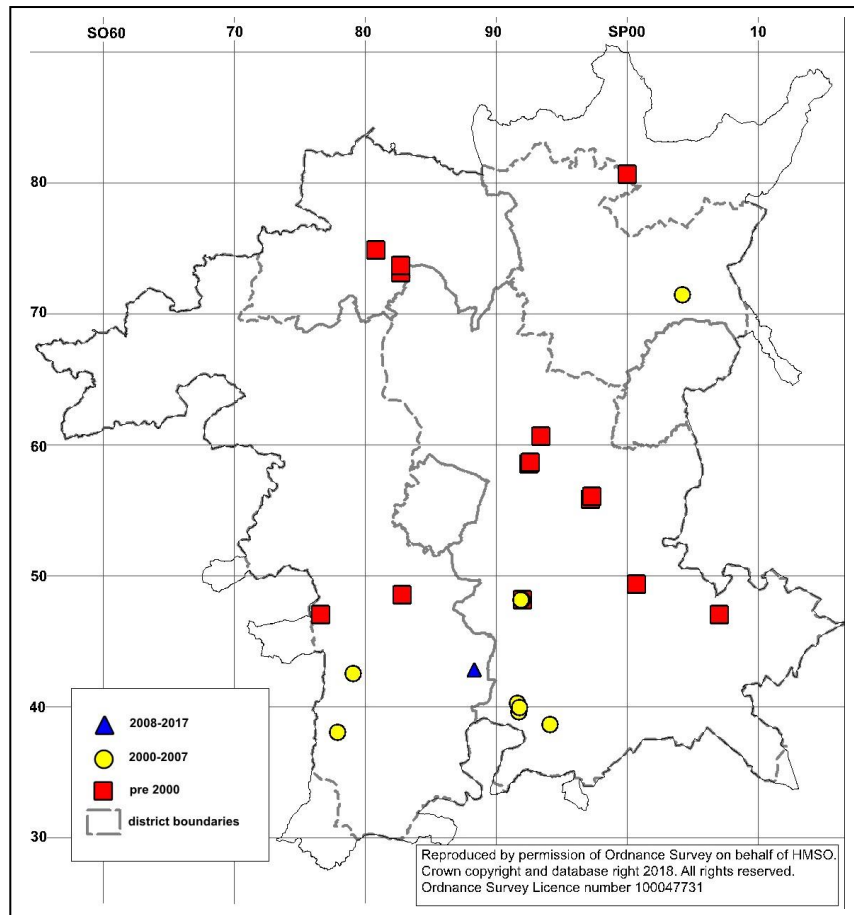 SO60 70 80 90 SP00 10
80
70
60
50
40
30
2008-2017
2000-2007
pre 2000
district boundaries
Reproduced by permission of Ordnance Survey on behalf of HMSO.
Crown copyright and database right 2018. All rights reserved.
Ordnance Survey Licence number 100047731